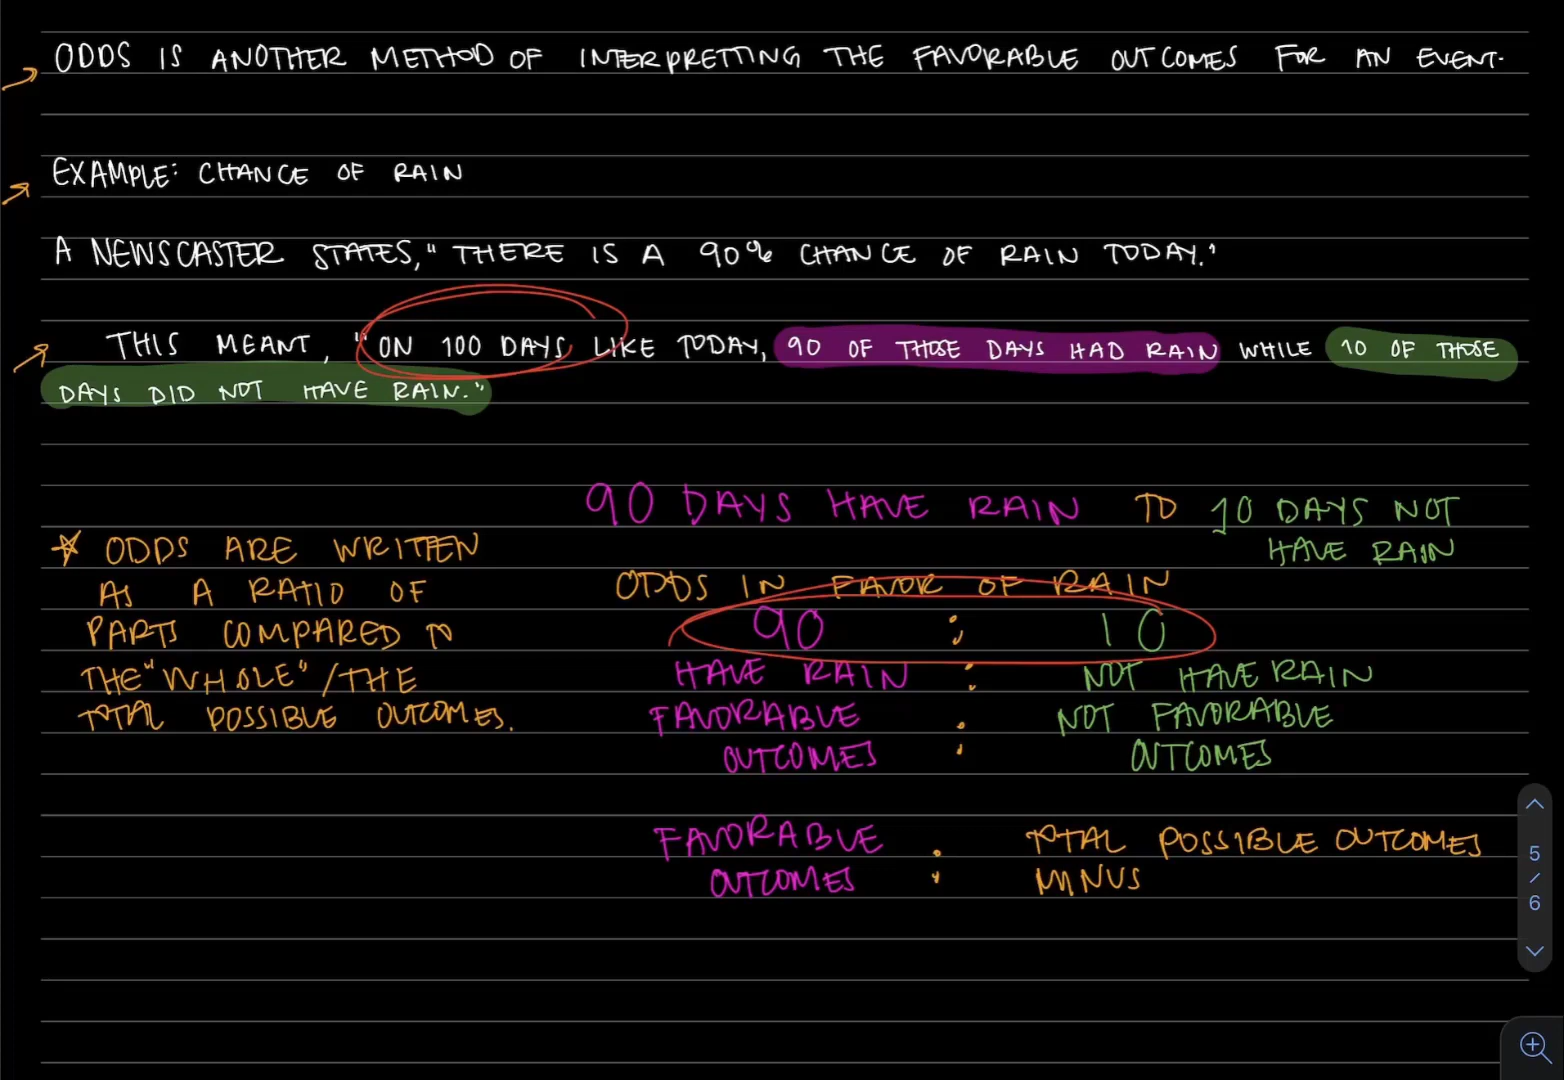 ODDS IS ANOTHER METHOD OF INTERPRETTING THE FAVORABLE OUTCOMES FOR AN EVENT.
EXAMPLE: CHANCE OF RAIN
A NEWSCASTER STATES, "THERE IS A 90% CHANCE OF RAIN TODAY."
THIS MEANT, "ON 100 DAYS LIKE TODAY, 90 OF THOSE DAYS HAD RAIN WHILE 10 OF THOSE
DAYS DID NOT HAVE RAIN."
90 DAYS HAVE RAIN TO 10 DAYS NOT
HAVE RAIN
* ODDS ARE WRITTEN
AS A RATIO OF
PARTS COMPARED TO
THE "WHOLE" / THE
TOTAL POSSIBLE OUTCOMES.
ODDS IN FAVOR OF RAIN
90 : 10
HAVE RAIN : NOT HAVE RAIN
FAVORABLE : NOT FAVORABLE
OUTCOMES OUTCOMES
FAVORABLE : TOTAL POSSIBLE OUTCOMES
OUTCOMES MINUS
5
/
6